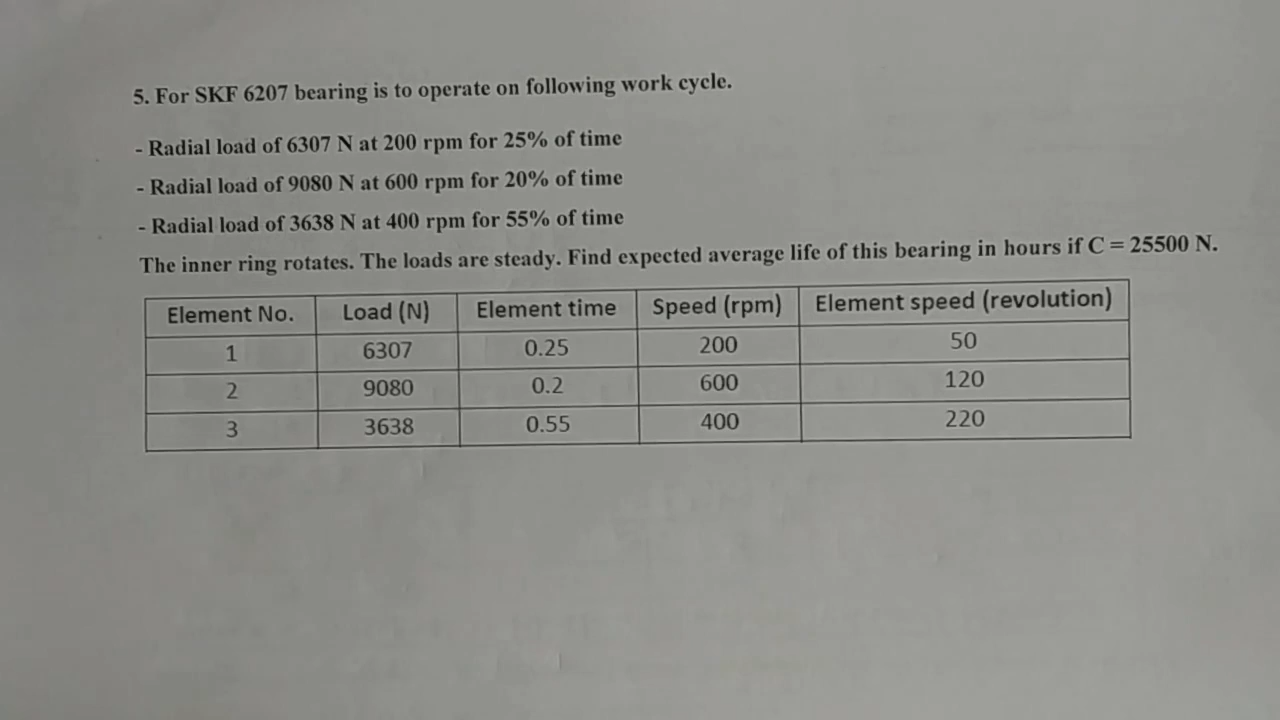 5. For SKF 6207 bearing is to operate on following work cycle.
- Radial load of 6307 N at 200 rpm for 25% of time
- Radial load of 9080 N at 600 rpm for 20% of time
- Radial load of 3638 N at 400 rpm for 55% of time
The inner ring rotates. The loads are steady. Find expected average life of this bearing in hours if C = 25500 N.
Element No. Load (N) Element time Speed (rpm) Element speed (revolution)
1 6307 0.25 200 50
2 9080 0.2 600 120
3 3638 0.55 400 220